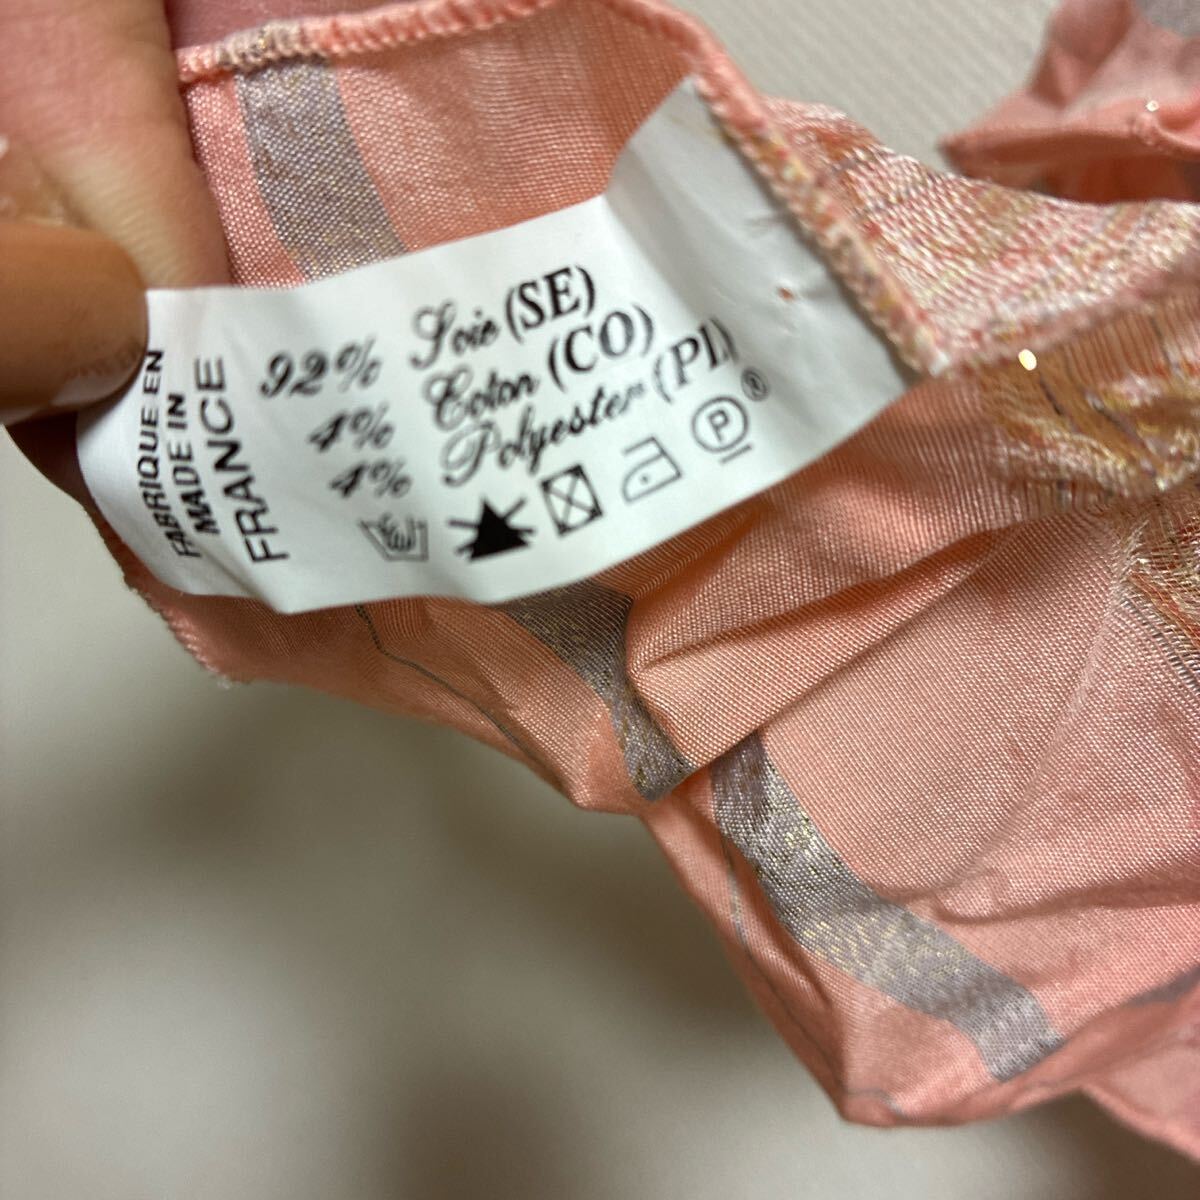 FABRIQUE EN
MADE IN
FRANCE
92% Soie (SE)
4% Coton (CO)
4% Polyester (PL)
P ®